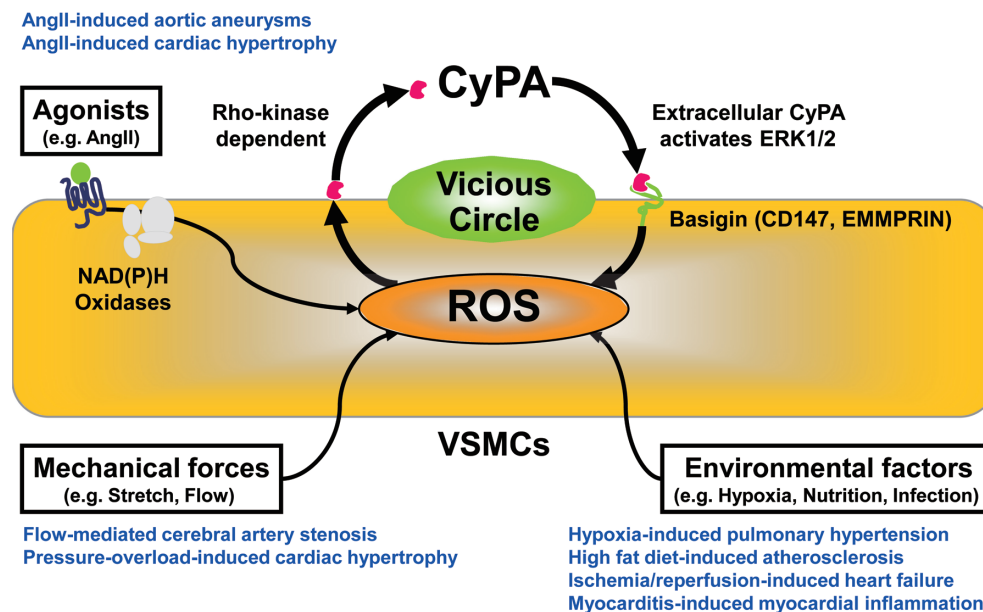 AngII-induced aortic aneurysms
AngII-induced cardiac hypertrophy
Agonists
(e.g. AngII)
Rho-kinase
dependent
CyPA
Extracellular CyPA
activates ERK1/2
Vicious
Circle
Basigin (CD147, EMMPRIN)
NAD(P)H
Oxidases
ROS
VSMCs
Mechanical forces
(e.g. Stretch, Flow)
Flow-mediated cerebral artery stenosis
Pressure-overload-induced cardiac hypertrophy
Environmental factors
(e.g. Hypoxia, Nutrition, Infection)
Hypoxia-induced pulmonary hypertension
High fat diet-induced atherosclerosis
Ischemia/reperfusion-induced heart failure
Myocarditis-induced myocardial inflammation